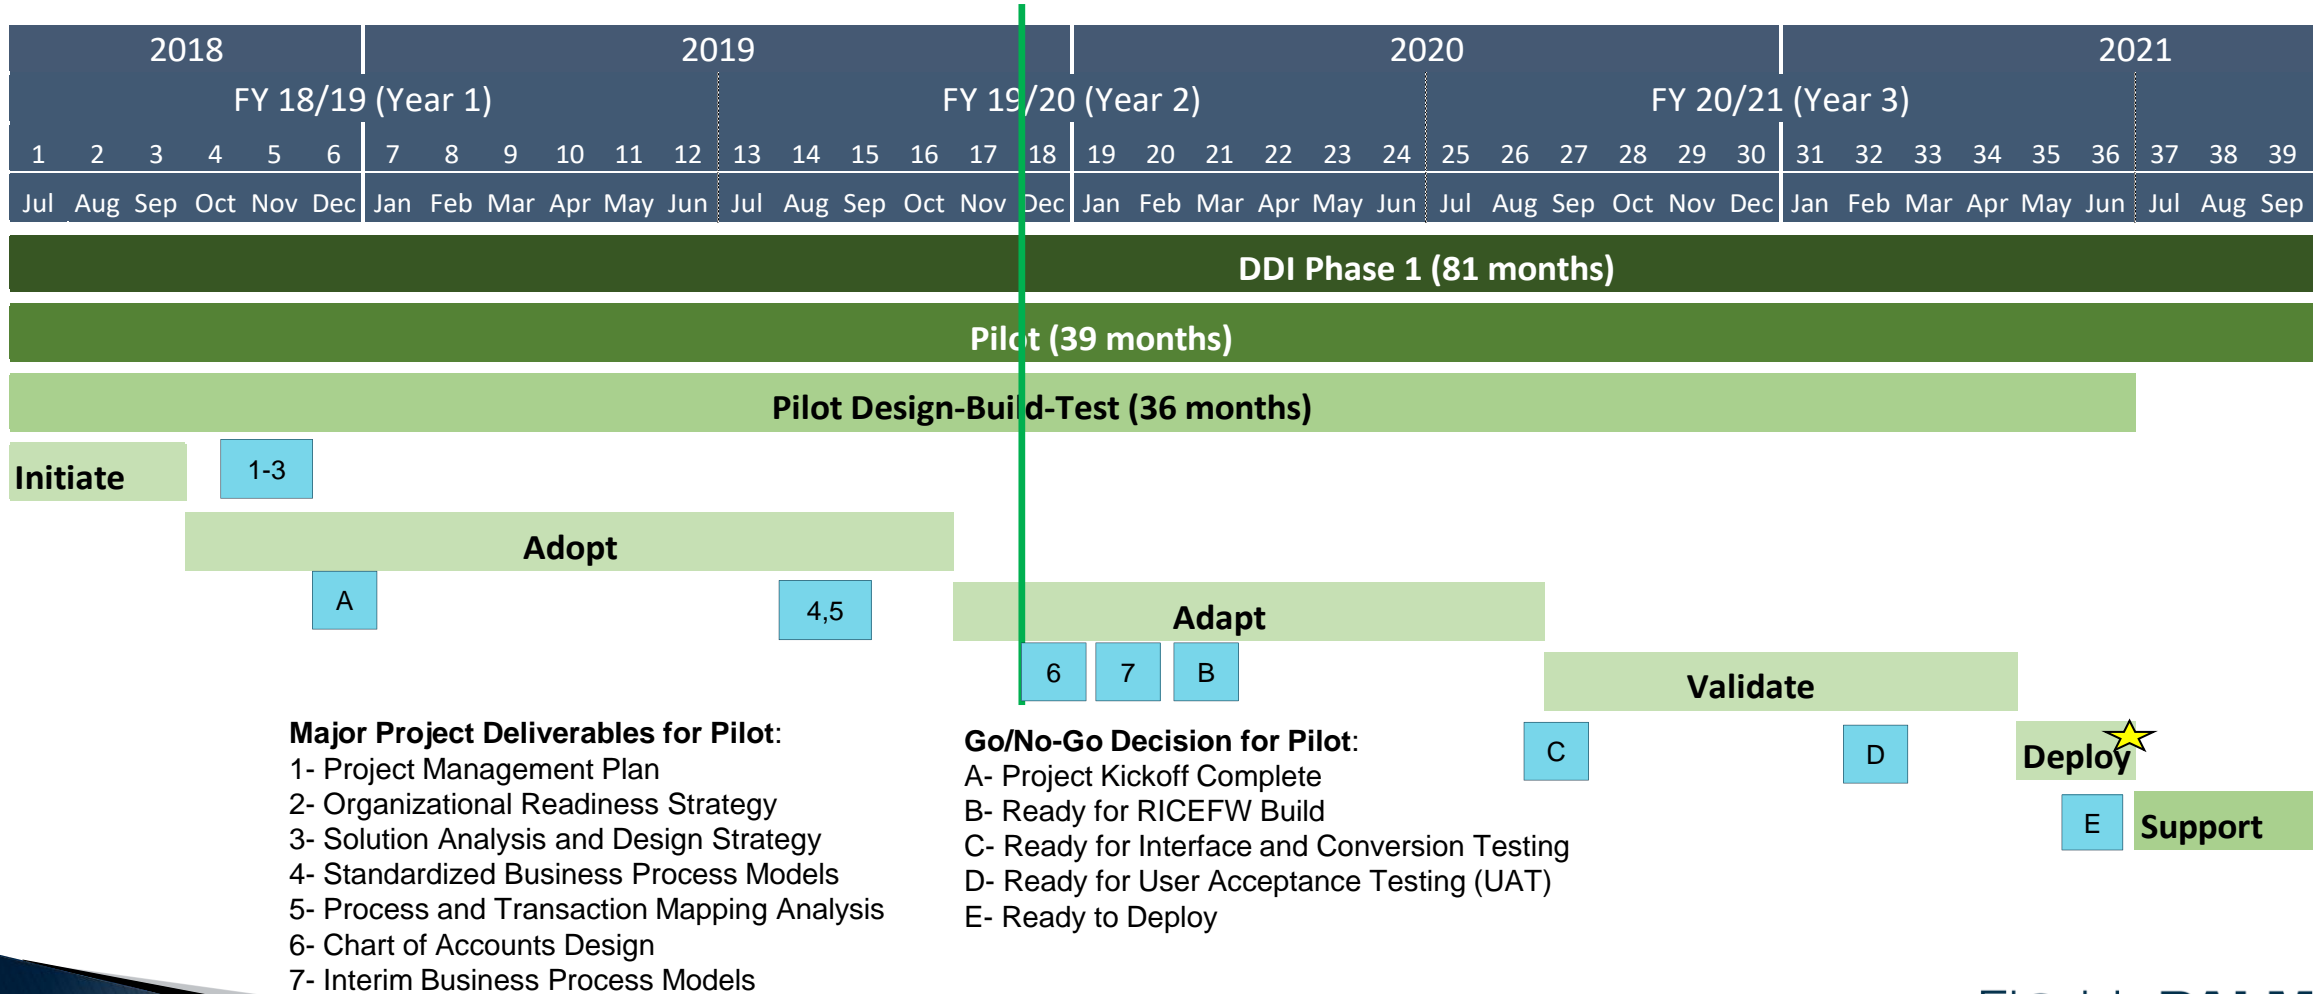 2018 2019 2020 2021
FY 18/19 (Year 1) FY 19/20 (Year 2) FY 20/21 (Year 3)
1 2 3 4 5 6 7 8 9 10 11 12 13 14 15 16 17 18 19 20 21 22 23 24 25 26 27 28 29 30 31 32 33 34 35 36 37 38 39
Jul Aug Sep Oct Nov Dec Jan Feb Mar Apr May Jun Jul Aug Sep Oct Nov Dec Jan Feb Mar Apr May Jun Jul Aug Sep Oct Nov Dec Jan Feb Mar Apr May Jun Jul Aug Sep
DDI Phase 1 (81 months)
Pilot (39 months)
Pilot Design-Build-Test (36 months)
Initiate 1-3
Adopt
A 4,5
Adapt
6 7 B
Validate
C D
Deploy
E Support
Major Project Deliverables for Pilot:
1- Project Management Plan
2- Organizational Readiness Strategy
3- Solution Analysis and Design Strategy
4- Standardized Business Process Models
5- Process and Transaction Mapping Analysis
6- Chart of Accounts Design
7- Interim Business Process Models
Go/No-Go Decision for Pilot:
A- Project Kickoff Complete
B- Ready for RICEFW Build
C- Ready for Interface and Conversion Testing
D- Ready for User Acceptance Testing (UAT)
E- Ready to Deploy